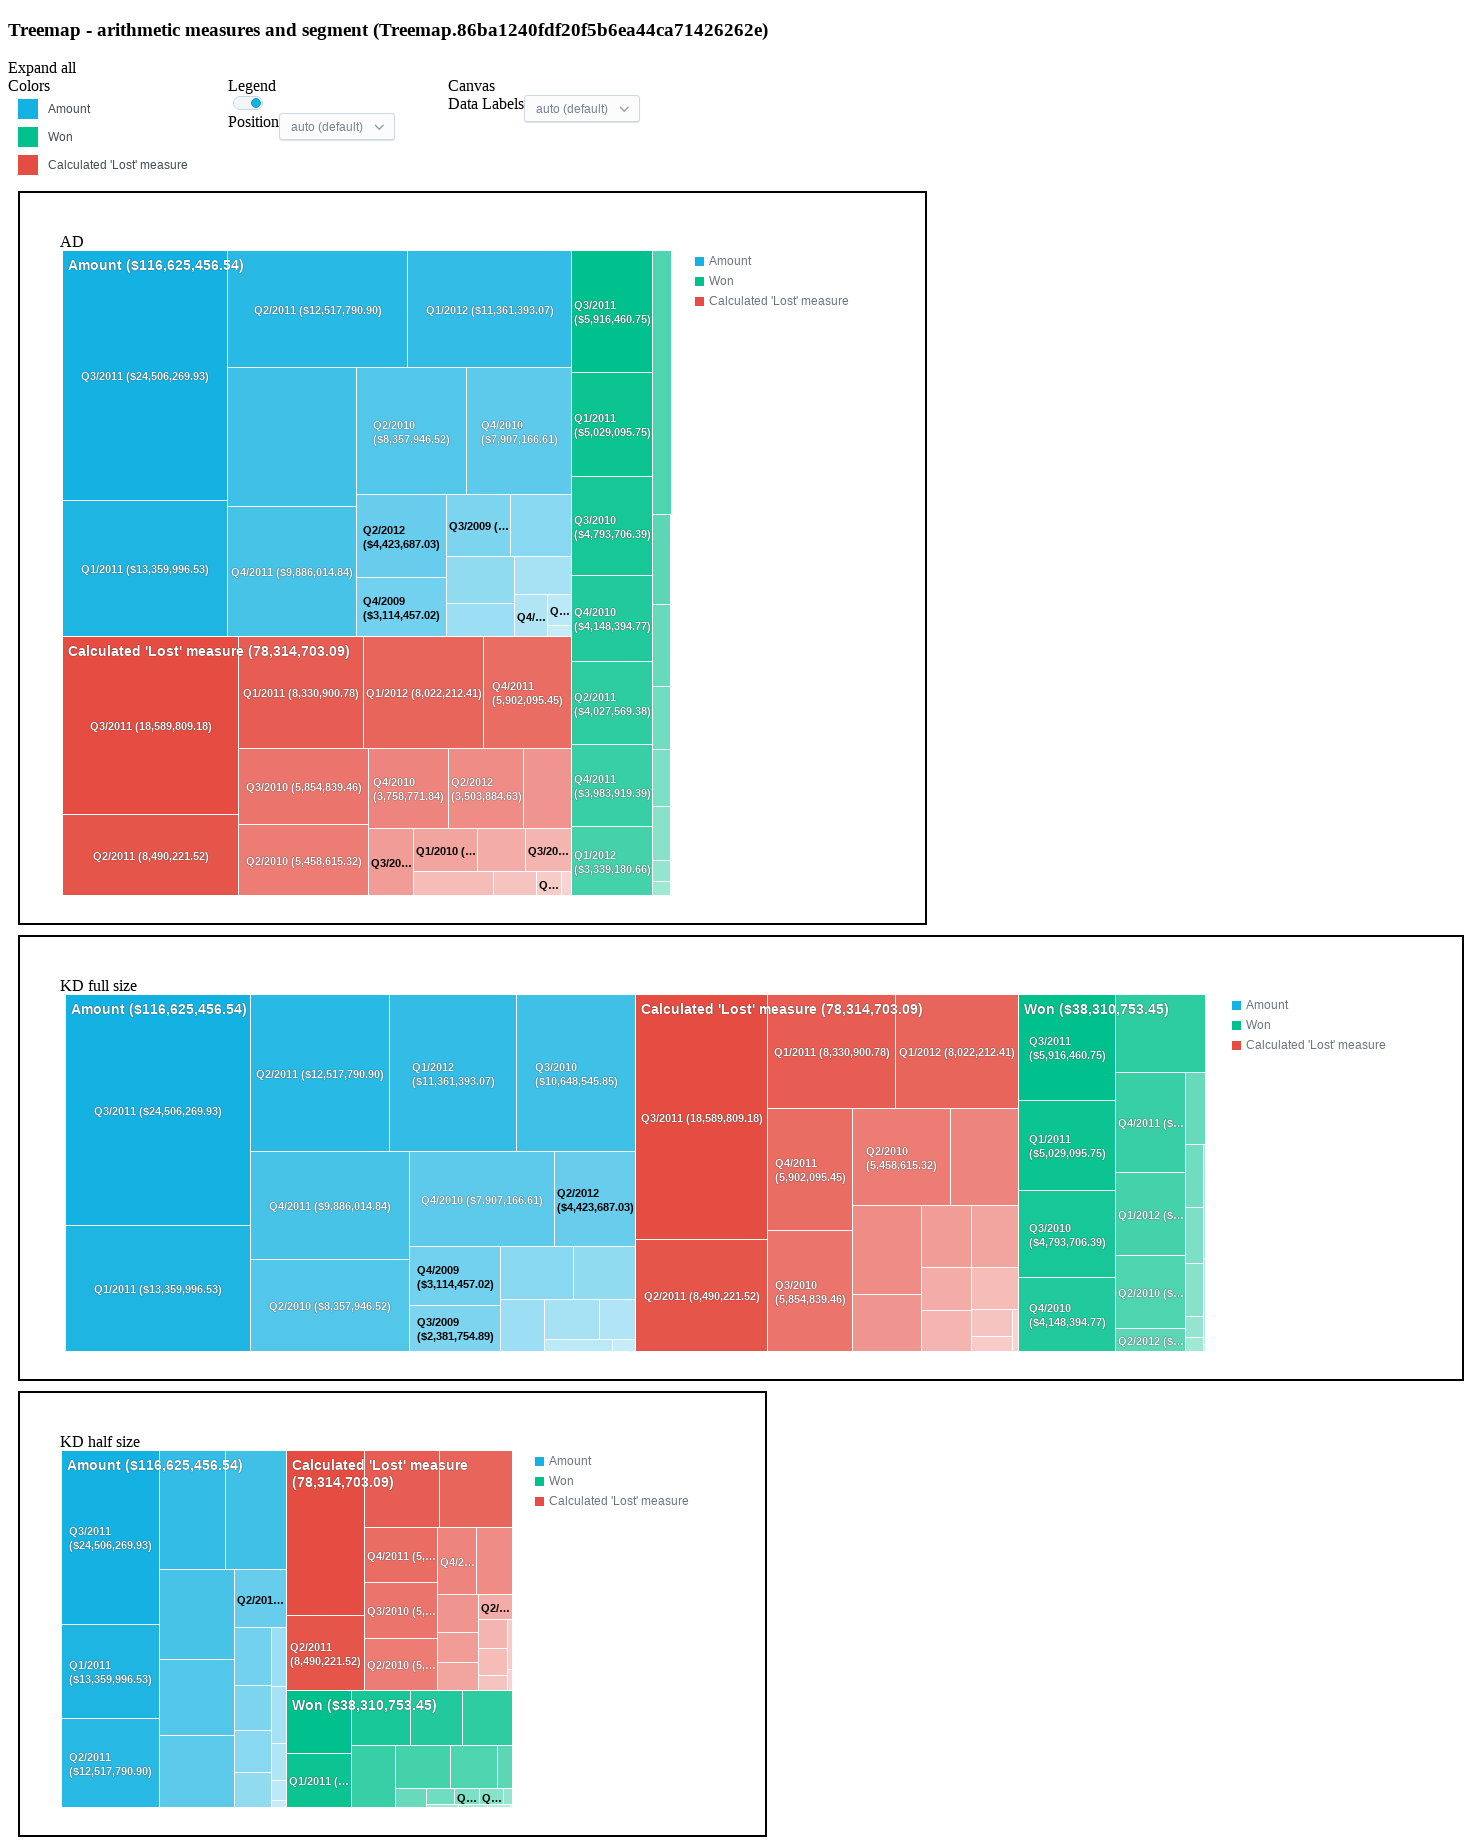 Treemap - arithmetic measures and segment (Treemap.86ba1240fdf20f5b6ea44ca71426262e)
Expand all
Colors
Amount
Won
Calculated 'Lost' measure
Legend
Position
auto (default)
Canvas
Data Labels
auto (default)
AD
Amount ($116,625,456.54)
Q3/2011 ($24,506,269.93)
Q2/2011 ($12,517,790.90)
Q1/2012 ($11,361,393.07)
Q2/2010
($8,357,946.52)
Q4/2010
($7,907,166.61)
Q1/2011 ($13,359,996.53)
Q4/2011 ($9,886,014.84)
Q2/2012
($4,423,687.03)
Q3/2009 (…
Q4/2009
($3,114,457.02)
Q4/…
Q…
Calculated 'Lost' measure (78,314,703.09)
Q3/2011 (18,589,809.18)
Q1/2011 (8,330,900.78)
Q1/2012 (8,022,212.41)
Q4/2011
(5,902,095.45)
Q3/2010 (5,854,839.46)
Q4/2010
(3,758,771.84)
Q2/2012
(3,503,884.63)
Q2/2011 (8,490,221.52)
Q2/2010 (5,458,615.32)
Q3/20…
Q1/2010 (…
Q3/20…
Q…
Q3/2011
($5,916,460.75)
Q1/2011
($5,029,095.75)
Q3/2010
($4,793,706.39)
Q4/2010
($4,148,394.77)
Q2/2011
($4,027,569.38)
Q4/2011
($3,983,919.39)
Q1/2012
($3,339,180.66)
Amount
Won
Calculated 'Lost' measure
KD full size
Amount ($116,625,456.54)
Q3/2011 ($24,506,269.93)
Q2/2011 ($12,517,790.90)
Q1/2012
($11,361,393.07)
Q3/2010
($10,648,545.85)
Q1/2011 ($13,359,996.53)
Q4/2011 ($9,886,014.84)
Q4/2010 ($7,907,166.61)
Q2/2012
($4,423,687.03)
Q2/2010 ($8,357,946.52)
Q4/2009
($3,114,457.02)
Q3/2009
($2,381,754.89)
Calculated 'Lost' measure (78,314,703.09)
Q3/2011 (18,589,809.18)
Q1/2011 (8,330,900.78)
Q1/2012 (8,022,212.41)
Q4/2011
(5,902,095.45)
Q2/2010
(5,458,615.32)
Q2/2011 (8,490,221.52)
Q3/2010
(5,854,839.46)
Won ($38,310,753.45)
Q3/2011
($5,916,460.75)
Q1/2011
($5,029,095.75)
Q3/2010
($4,793,706.39)
Q4/2010
($4,148,394.77)
Q4/2011 ($…
Q1/2012 ($…
Q2/2010 ($…
Q2/2012 ($…
Amount
Won
Calculated 'Lost' measure
KD half size
Amount ($116,625,456.54)
Q3/2011
($24,506,269.93)
Q1/2011
($13,359,996.53)
Q2/2011
($12,517,790.90)
Q2/201…
Calculated 'Lost' measure
(78,314,703.09)
Q4/2011 (5,…
Q4/2…
Q3/2010 (5,…
Q2/…
Q2/2011
(8,490,221.52)
Q2/2010 (5,…
Won ($38,310,753.45)
Q1/2011 (…
Q…
Q…
Amount
Won
Calculated 'Lost' measure